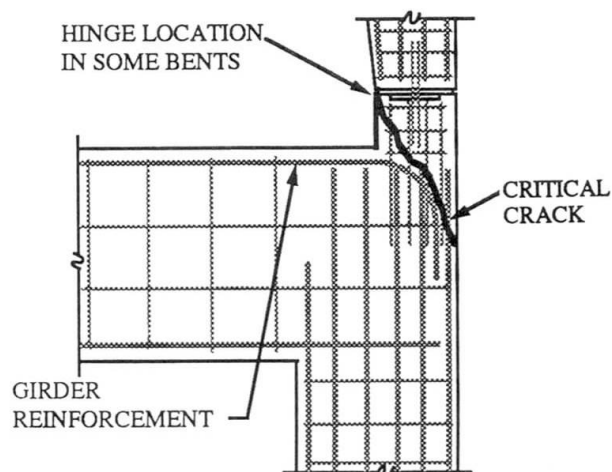 HINGE LOCATION
IN SOME BENTS
CRITICAL
CRACK
GIRDER
REINFORCEMENT